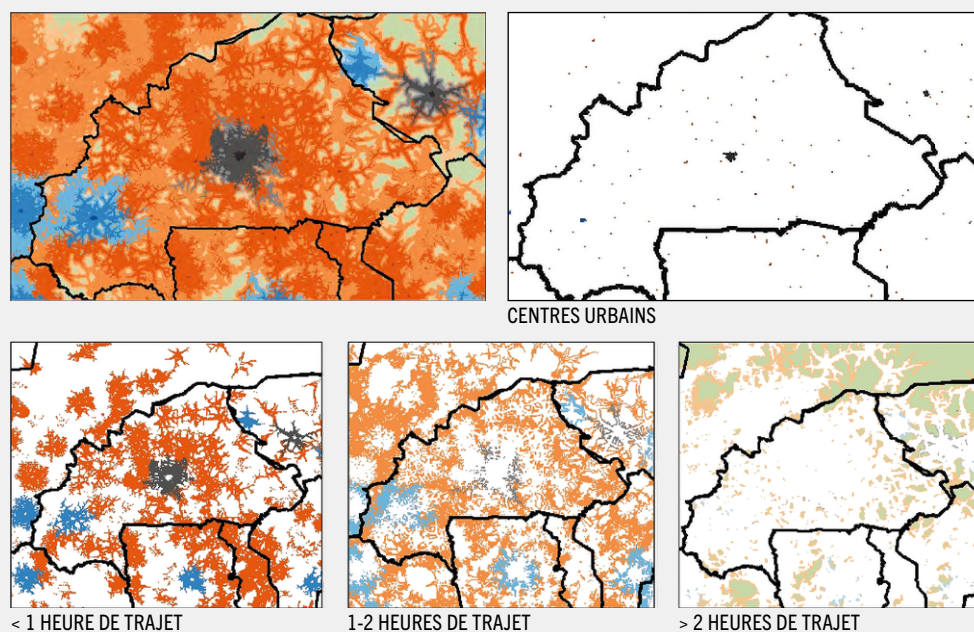 CENTRES URBAINS
< 1 HEURE DE TRAJET
1-2 HEURES DE TRAJET
> 2 HEURES DE TRAJET